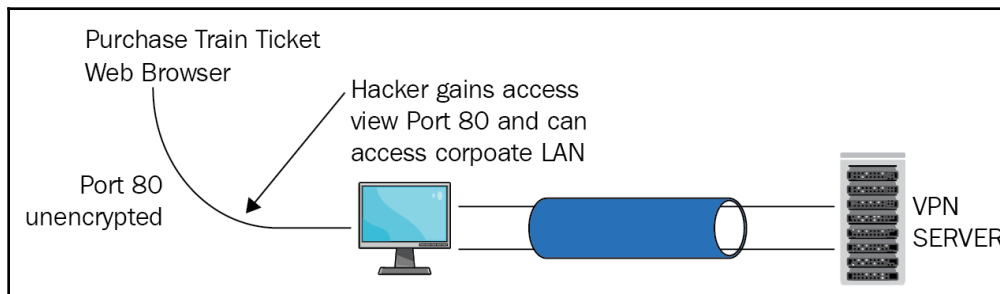 Purchase Train Ticket
Web Browser
Hacker gains access
view Port 80 and can
access corpoate LAN
Port 80
unencrypted
VPN
SERVER